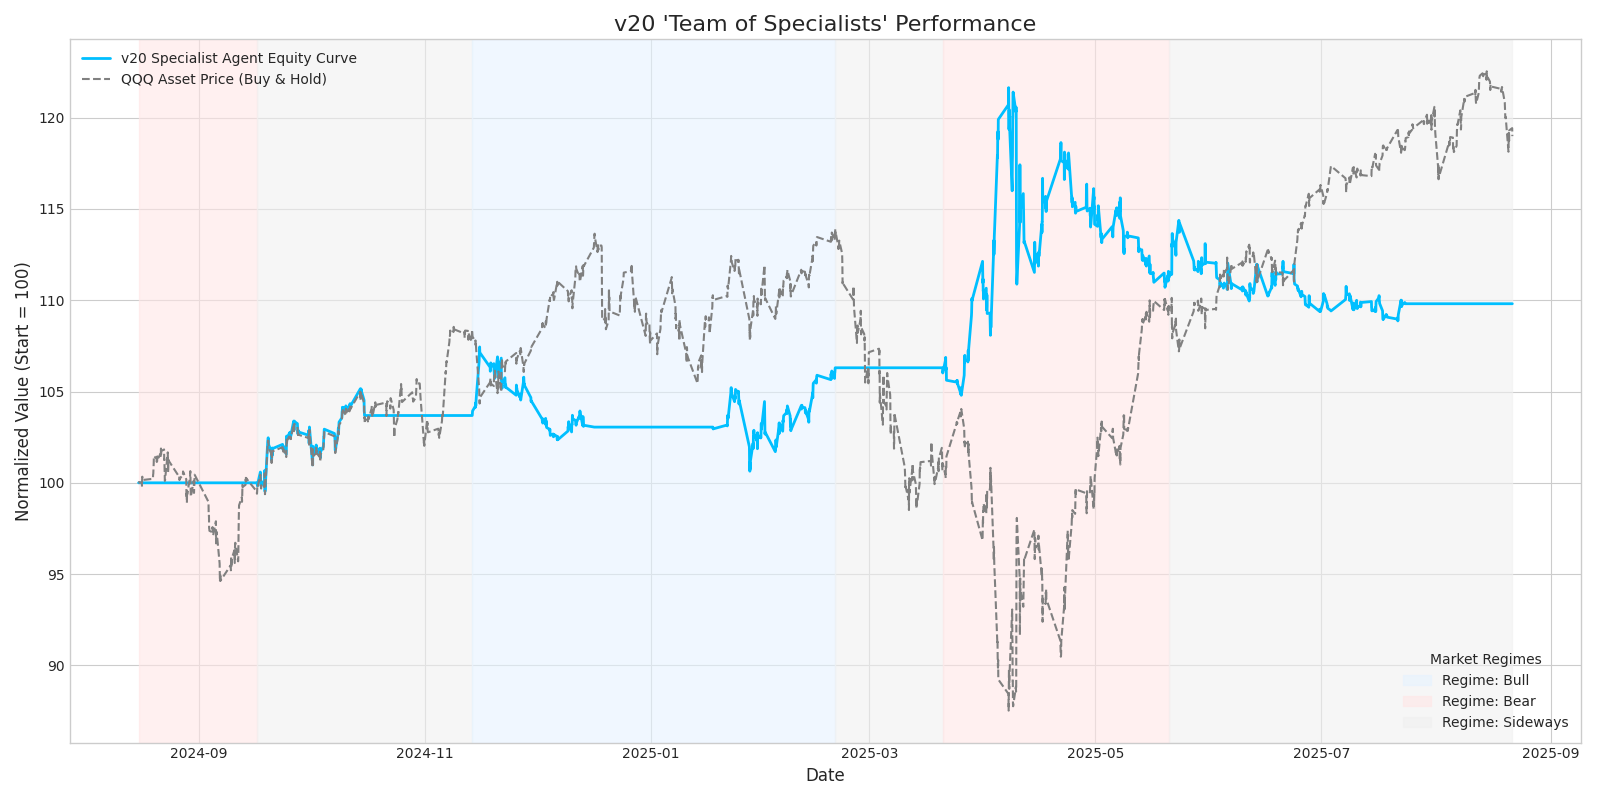 v20 'Team of Specialists' Performance
v20 Specialist Agent Equity Curve
QQQ Asset Price (Buy & Hold)
Normalized Value (Start = 100)
120
115
110
105
100
95
90
Market Regimes
Regime: Bull
Regime: Bear
Regime: Sideways
2024-09 2024-11 2025-01 2025-03 2025-05 2025-07 2025-09
Date